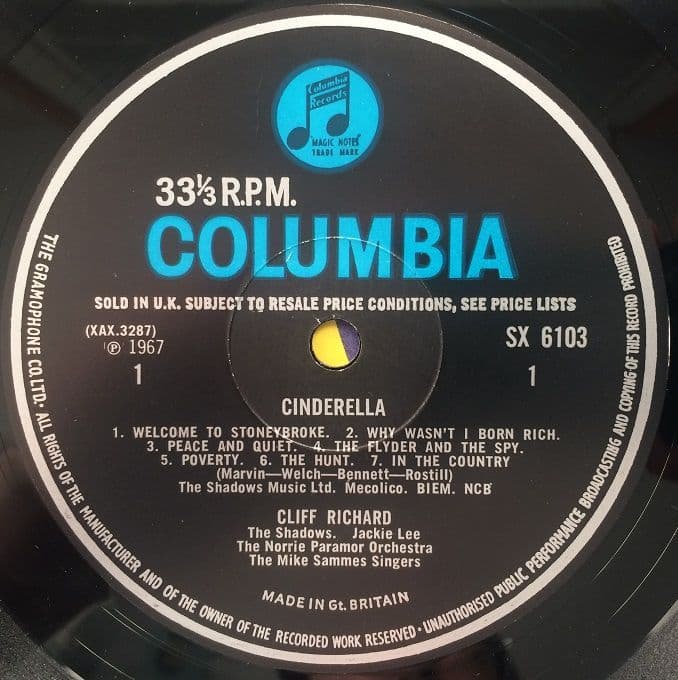 Columbia
Records
"MAGIC NOTES"
TRADE MARK
33⅓ R.P.M.
COLUMBIA
SOLD IN U.K. SUBJECT TO RESALE PRICE CONDITIONS, SEE PRICE LISTS
(XAX.3287)
SX 6103
Ⓟ 1967
1
1
CINDERELLA
1. WELCOME TO STONEYBROKE. 2. WHY WASN'T I BORN RICH.
3. PEACE AND QUIET. 4. THE FLYDER AND THE SPY.
5. POVERTY. 6. THE HUNT. 7. IN THE COUNTRY
(Marvin—Welch—Bennett—Rostill)
The Shadows Music Ltd. Mecolico. BIEM. NCB
CLIFF RICHARD
The Shadows. Jackie Lee
The Norrie Paramor Orchestra
The Mike Sammes Singers
MADE IN Gt. BRITAIN
THE GRAMOPHONE CO. LTD. · ALL RIGHTS OF THE MANUFACTURER AND OF THE OWNER OF THE RECORDED WORK RESERVED · UNAUTHORISED PUBLIC PERFORMANCE BROADCASTING AND COPYING OF THIS RECORD PROHIBITED